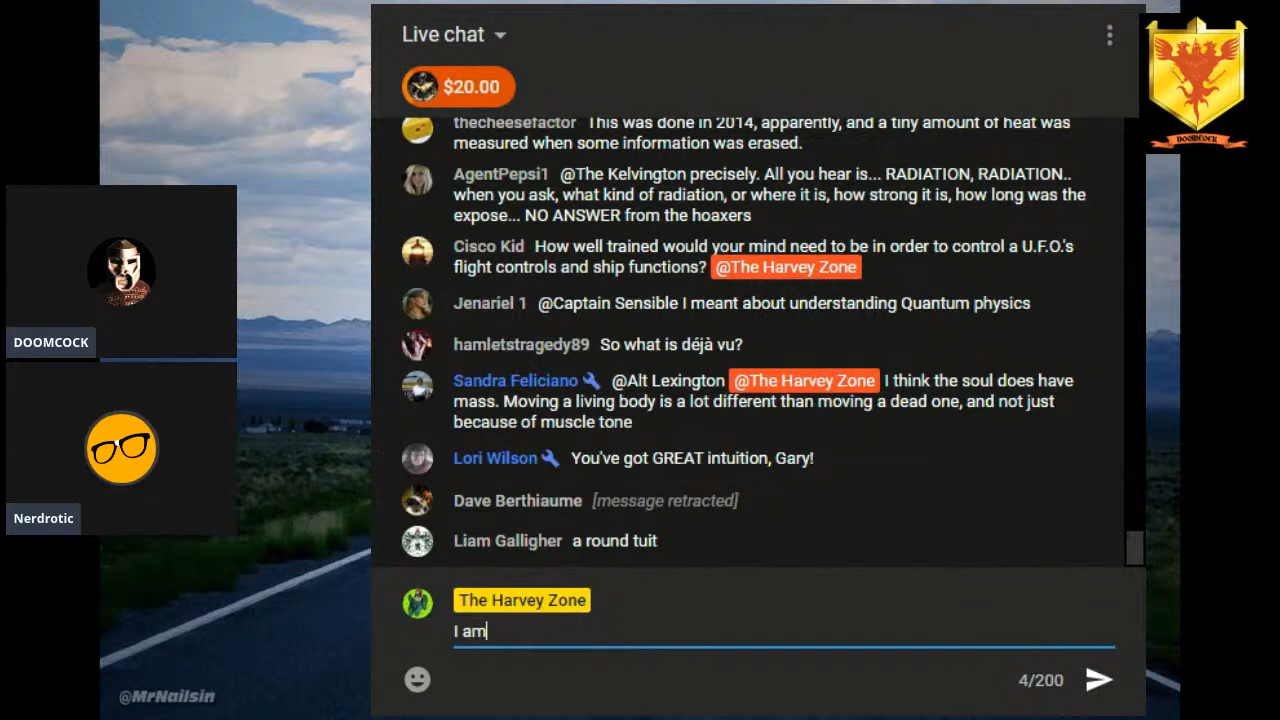 Live chat
$20.00
thecheesefactor This was done in 2014, apparently, and a tiny amount of heat was
measured when some information was erased.
AgentPepsi1 @The Kelvington precisely. All you hear is... RADIATION, RADIATION..
when you ask, what kind of radiation, or where it is, how strong it is, how long was the
expose... NO ANSWER from the hoaxers
Cisco Kid How well trained would your mind need to be in order to control a U.F.O.'s
flight controls and ship functions? @The Harvey Zone
Jenariel 1 @Captain Sensible I meant about understanding Quantum physics
hamletstragedy89 So what is déjà vu?
Sandra Feliciano @Alt Lexington @The Harvey Zone I think the soul does have
mass. Moving a living body is a lot different than moving a dead one, and not just
because of muscle tone
Lori Wilson You've got GREAT intuition, Gary!
Dave Berthiaume [message retracted]
Liam Galligher a round tuit
The Harvey Zone
I am
4/200
DOOMCOCK
Nerdrotic
@MrNailsin
DOOMCOCK